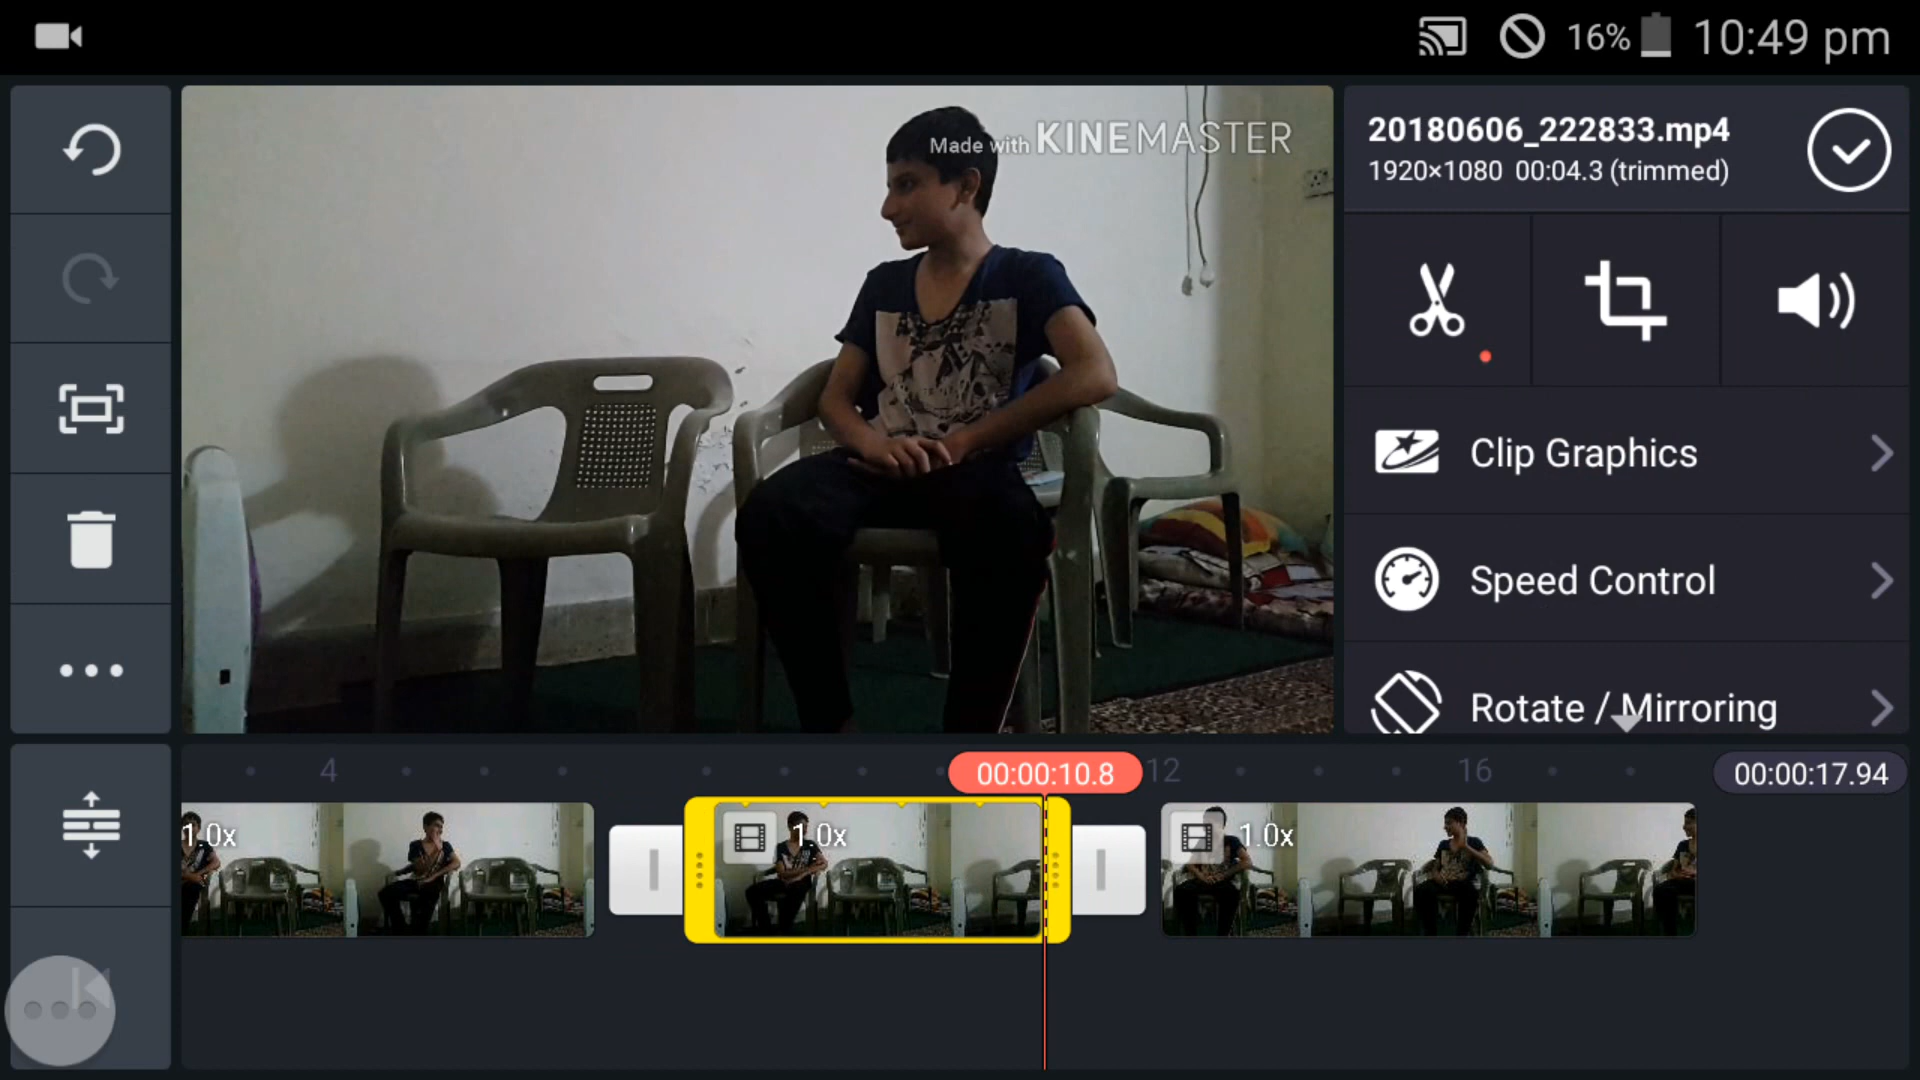 16% 10:49 pm
Made with KINEMASTER
20180606_222833.mp4
1920×1080 00:04.3 (trimmed)
Clip Graphics
Speed Control
Rotate / Mirroring
4 00:00:10.8 12 16 00:00:17.94
1.0x 1.0x 1.0x